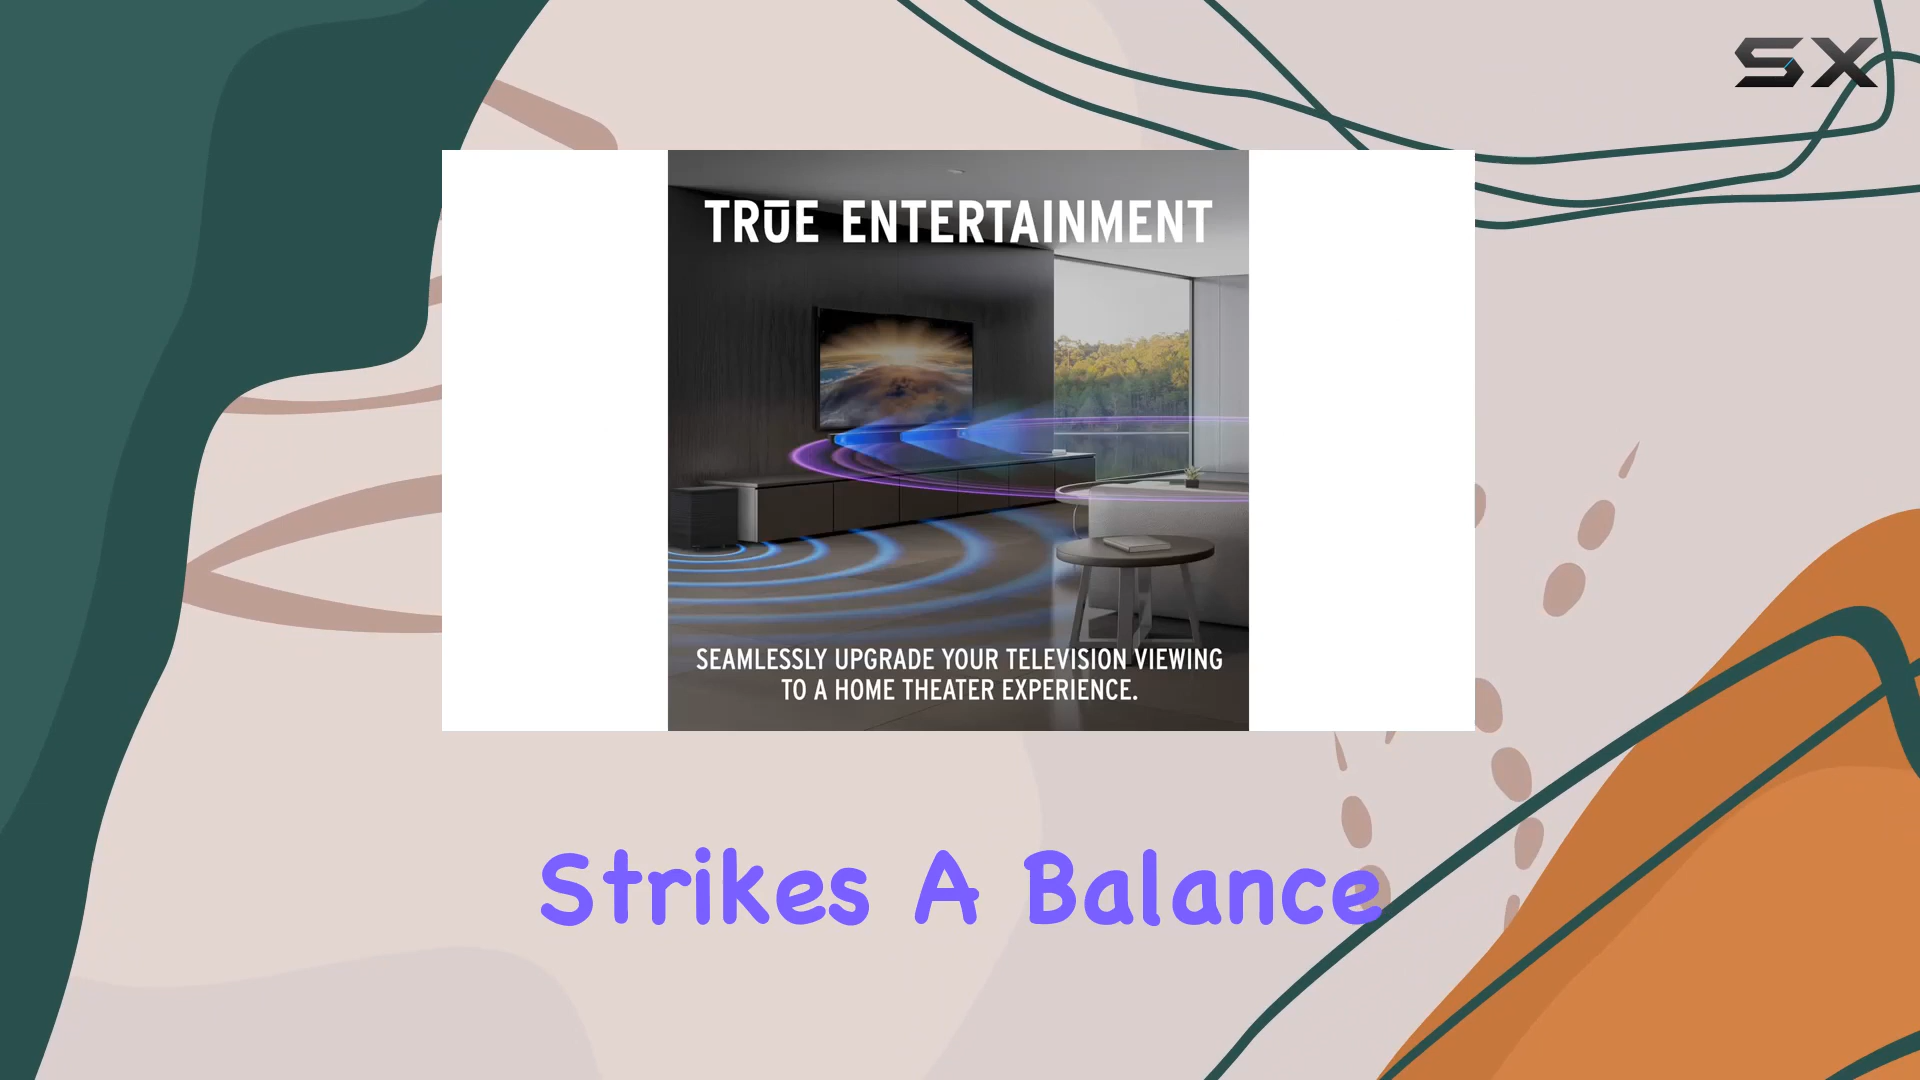 SX
TRŪE ENTERTAINMENT
SEAMLESSLY UPGRADE YOUR TELEVISION VIEWING
TO A HOME THEATER EXPERIENCE.
Strikes A Balance